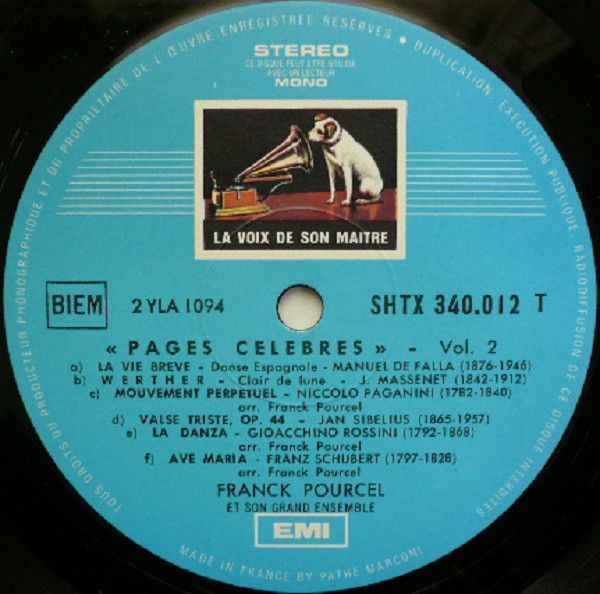 TOUS DROITS DU PRODUCTEUR PHONOGRAPHIQUE ET DU PROPRIETAIRE DE L'ŒUVRE ENREGISTREE RESERVES • DUPLICATION EXECUTION PUBLIQUE RADIODIFFUSION DE CE DISQUE INTERDITES
STEREO
CE DISQUE PEUT ETRE UTILISE
AVEC UN LECTEUR
MONO
LA VOIX DE SON MAITRE
BIEM 2 YLA 1094 SHTX 340.012 T
« PAGES CELEBRES » - Vol. 2
a) LA VIE BREVE - Danse Espagnole - MANUEL DE FALLA (1876-1946)
b) WERTHER - Clair de lune - J. MASSENET (1842-1912)
c) MOUVEMENT PERPETUEL - NICCOLO PAGANINI (1782-1840)
arr. Franck Pourcel
d) VALSE TRISTE, OP. 44 - JAN SIBELIUS (1865-1957)
e) LA DANZA - GIOACCHINO ROSSINI (1792-1868)
arr. Franck Pourcel
f) AVE MARIA - FRANZ SCHUBERT (1797-1828)
arr. Franck Pourcel
FRANCK POURCEL
ET SON GRAND ENSEMBLE
EMI
MADE IN FRANCE BY PATHE MARCONI